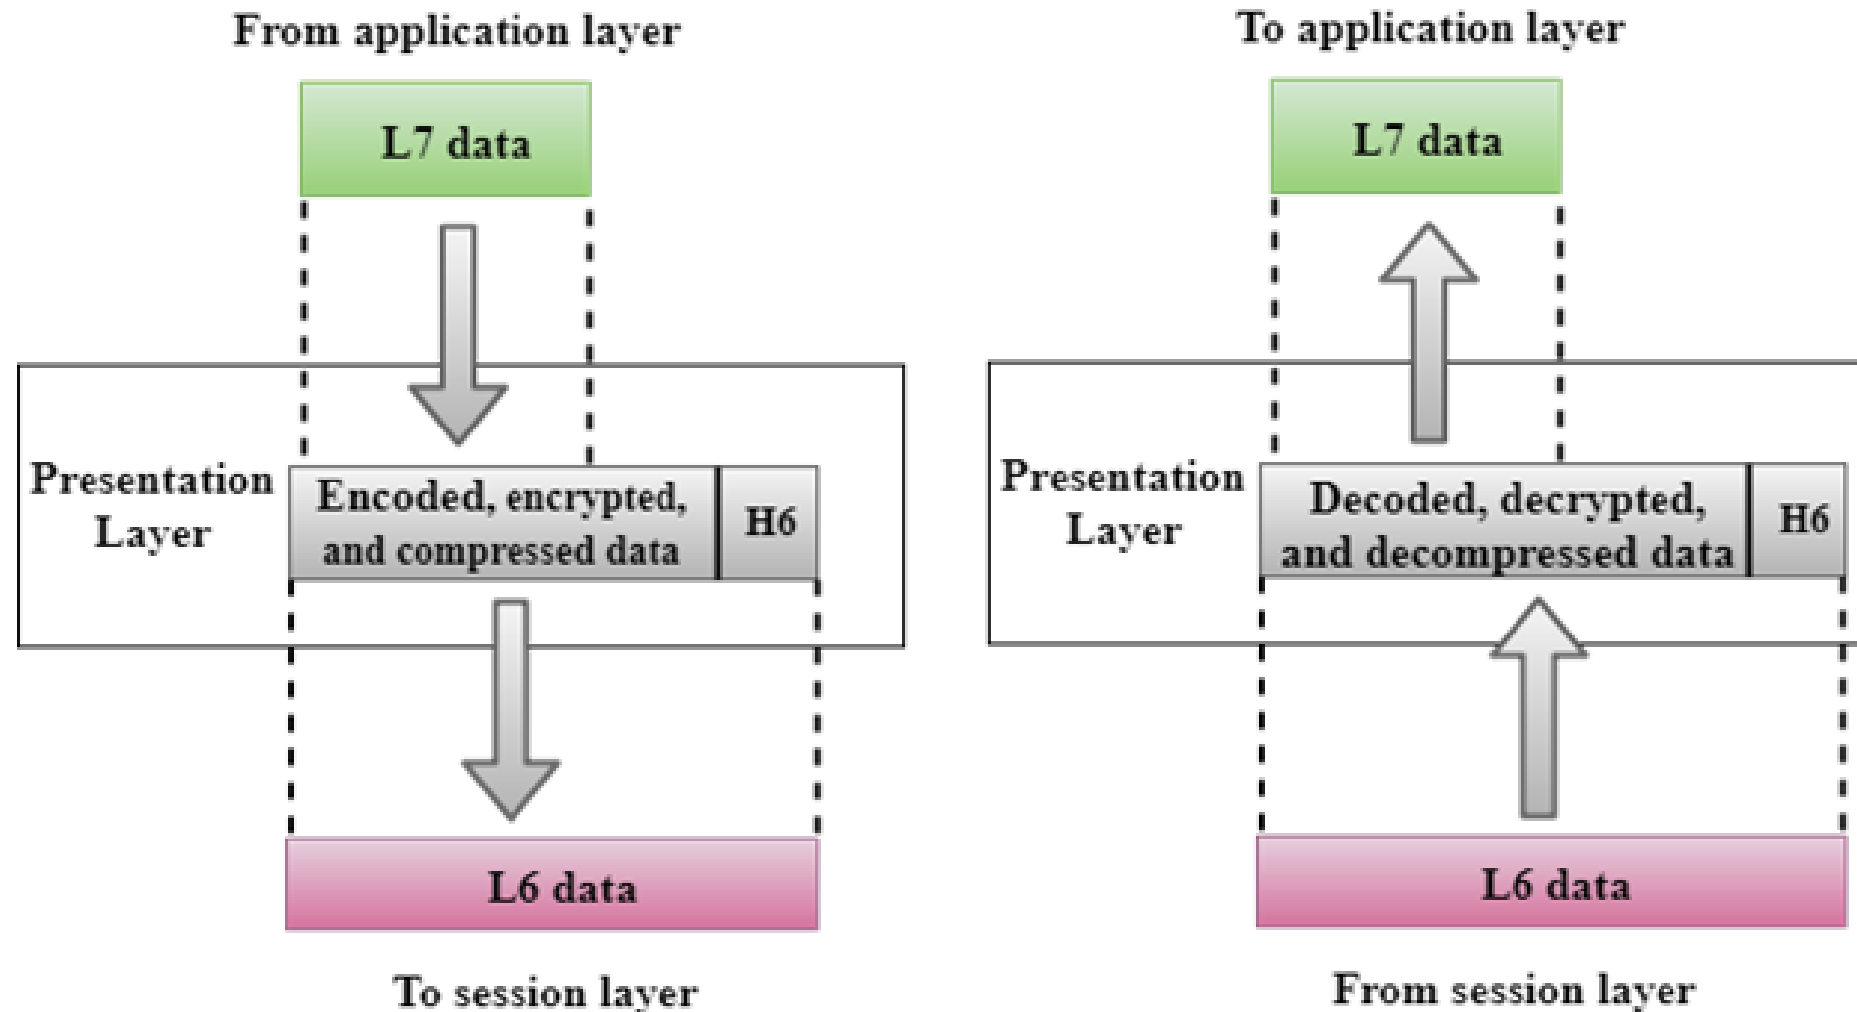 From application layer
L7 data
Presentation
Layer
Encoded, encrypted,
and compressed data
H6
L6 data
To session layer
To application layer
L7 data
Presentation
Layer
Decoded, decrypted,
and decompressed data
H6
L6 data
From session layer